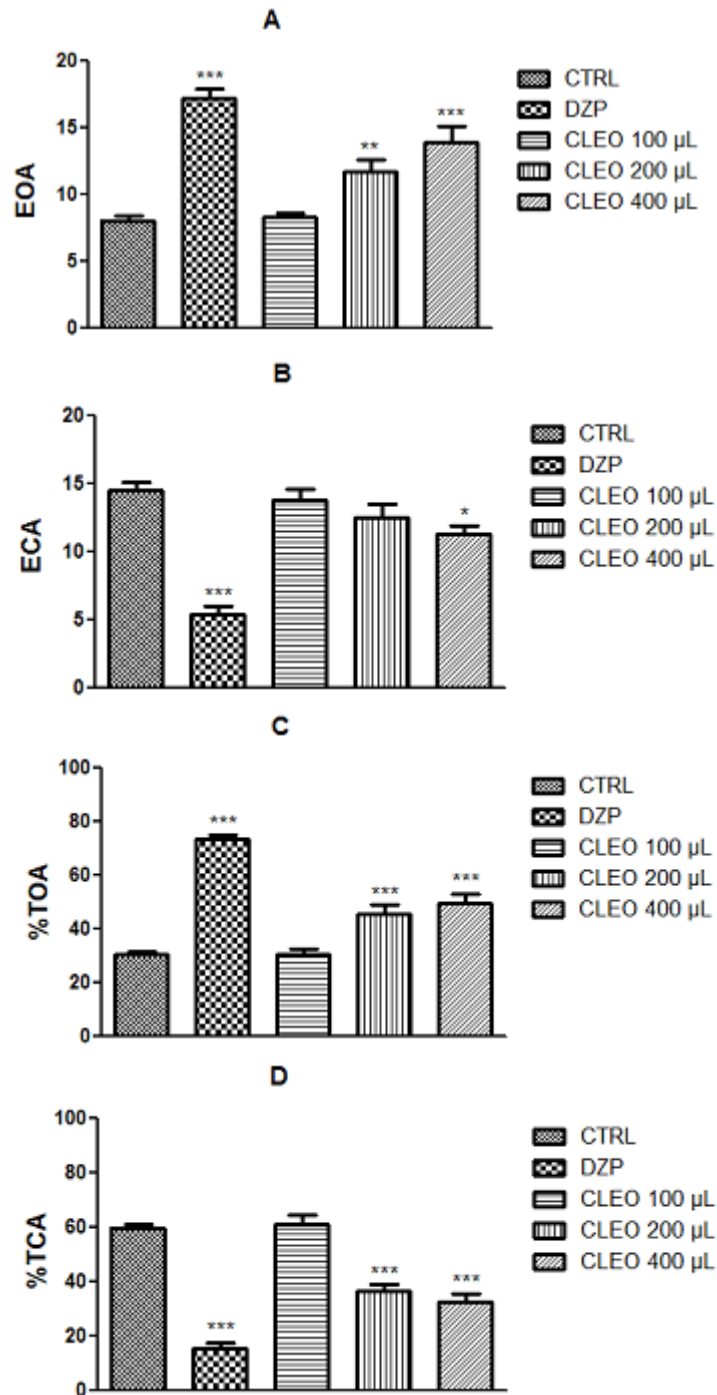 A
EOA
20
15
10
5
0
***
**
***
CTRL
DZP
CLEO 100 µL
CLEO 200 µL
CLEO 400 µL
B
ECA
20
15
10
5
0
***
*
CTRL
DZP
CLEO 100 µL
CLEO 200 µL
CLEO 400 µL
C
%TOA
100
80
60
40
20
0
***
***
***
CTRL
DZP
CLEO 100 µL
CLEO 200 µL
CLEO 400 µL
D
%TCA
100
80
60
40
20
0
***
***
***
CTRL
DZP
CLEO 100 µL
CLEO 200 µL
CLEO 400 µL